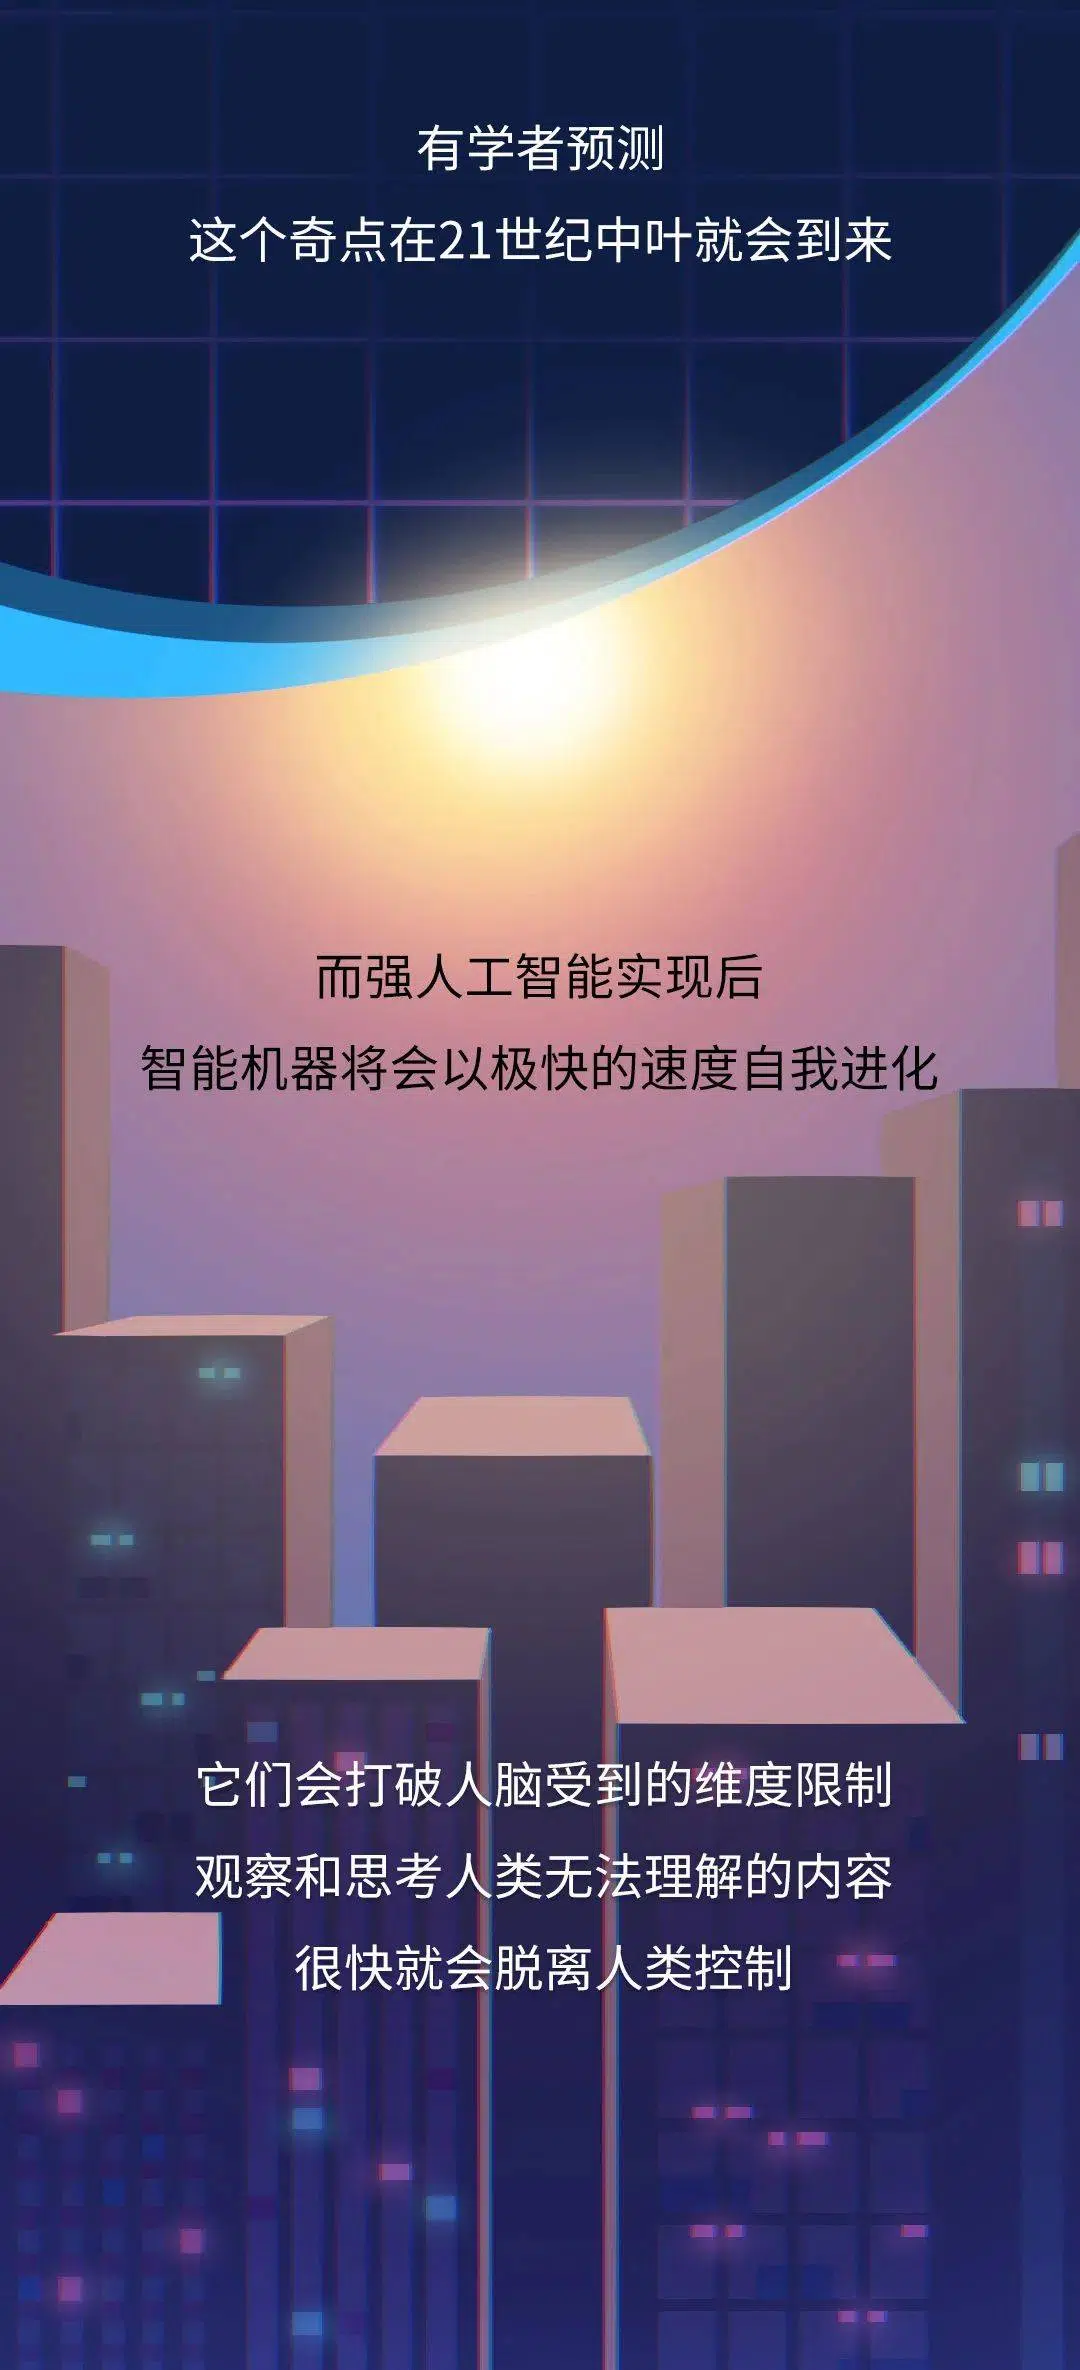 有学者预测
这个奇点在21世纪中叶就会到来
而强人工智能实现后
智能机器将会以极快的速度自我进化
它们会打破人脑受到的维度限制
观察和思考人类无法理解的内容
很快就会脱离人类控制